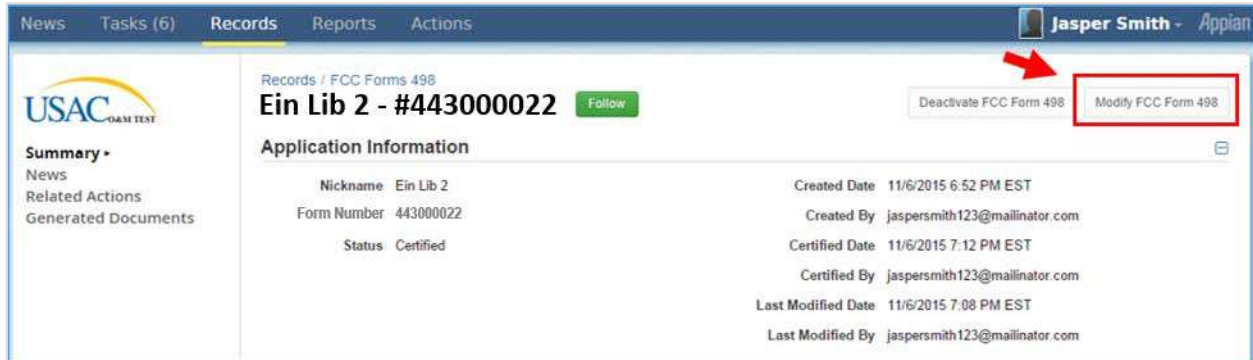 News Tasks (6) Records Reports Actions Jasper Smith Appian
USAC O&M TEST
Summary
News
Related Actions
Generated Documents
Records / FCC Forms 498
Ein Lib 2 - #443000022 Follow Deactivate FCC Form 498 Modify FCC Form 498
Application Information
Nickname Ein Lib 2
Form Number 443000022
Status Certified
Created Date 11/6/2015 6:52 PM EST
Created By jaspersmith123@mailinator.com
Certified Date 11/6/2015 7:12 PM EST
Certified By jaspersmith123@mailinator.com
Last Modified Date 11/6/2015 7:08 PM EST
Last Modified By jaspersmith123@mailinator.com